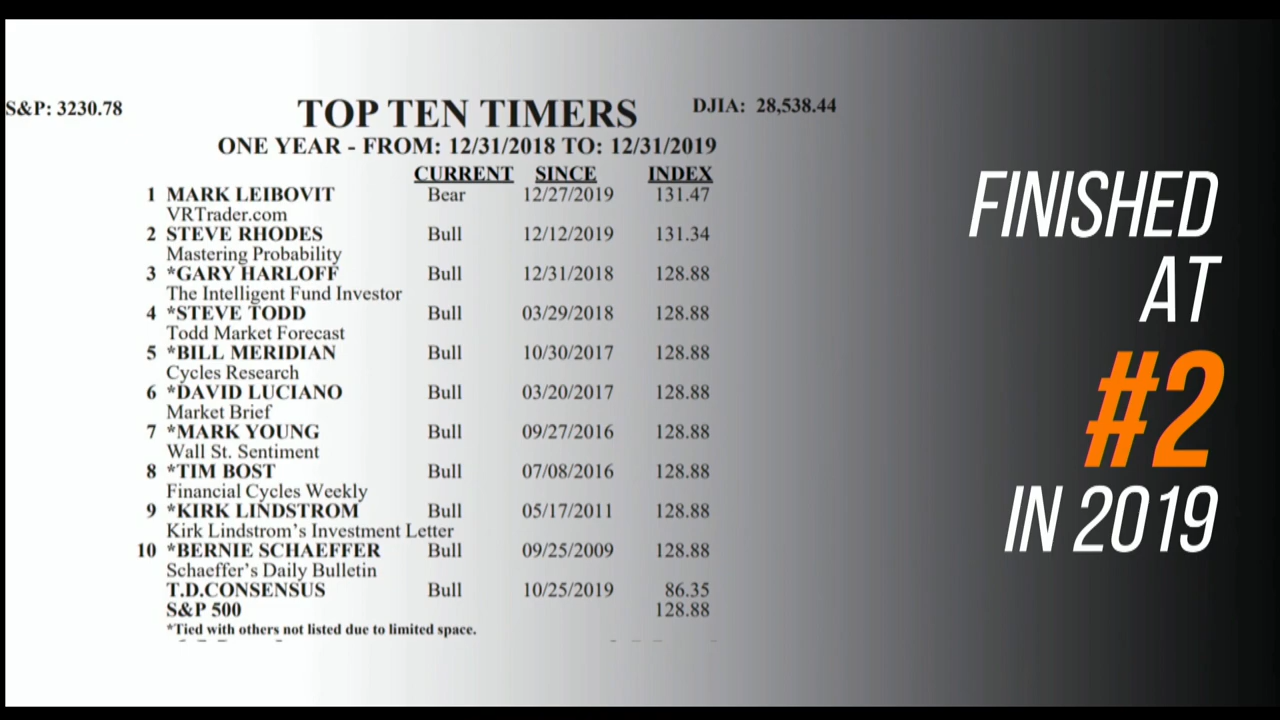 S&P: 3230.78
TOP TEN TIMERS
DJIA: 28,538.44
ONE YEAR - FROM: 12/31/2018 TO: 12/31/2019
CURRENT SINCE INDEX
1 MARK LEIBOVIT Bear 12/27/2019 131.47
VRTrader.com
2 STEVE RHODES Bull 12/12/2019 131.34
Mastering Probability
3 *GARY HARLOFF Bull 12/31/2018 128.88
The Intelligent Fund Investor
4 *STEVE TODD Bull 03/29/2018 128.88
Todd Market Forecast
5 *BILL MERIDIAN Bull 10/30/2017 128.88
Cycles Research
6 *DAVID LUCIANO Bull 03/20/2017 128.88
Market Brief
7 *MARK YOUNG Bull 09/27/2016 128.88
Wall St. Sentiment
8 *TIM BOST Bull 07/08/2016 128.88
Financial Cycles Weekly
9 *KIRK LINDSTROM Bull 05/17/2011 128.88
Kirk Lindstrom's Investment Letter
10 *BERNIE SCHAEFFER Bull 09/25/2009 128.88
Schaeffer's Daily Bulletin
T.D.CONSENSUS Bull 10/25/2019 86.35
S&P 500 128.88
*Tied with others not listed due to limited space.
FINISHED
AT
#2
IN 2019